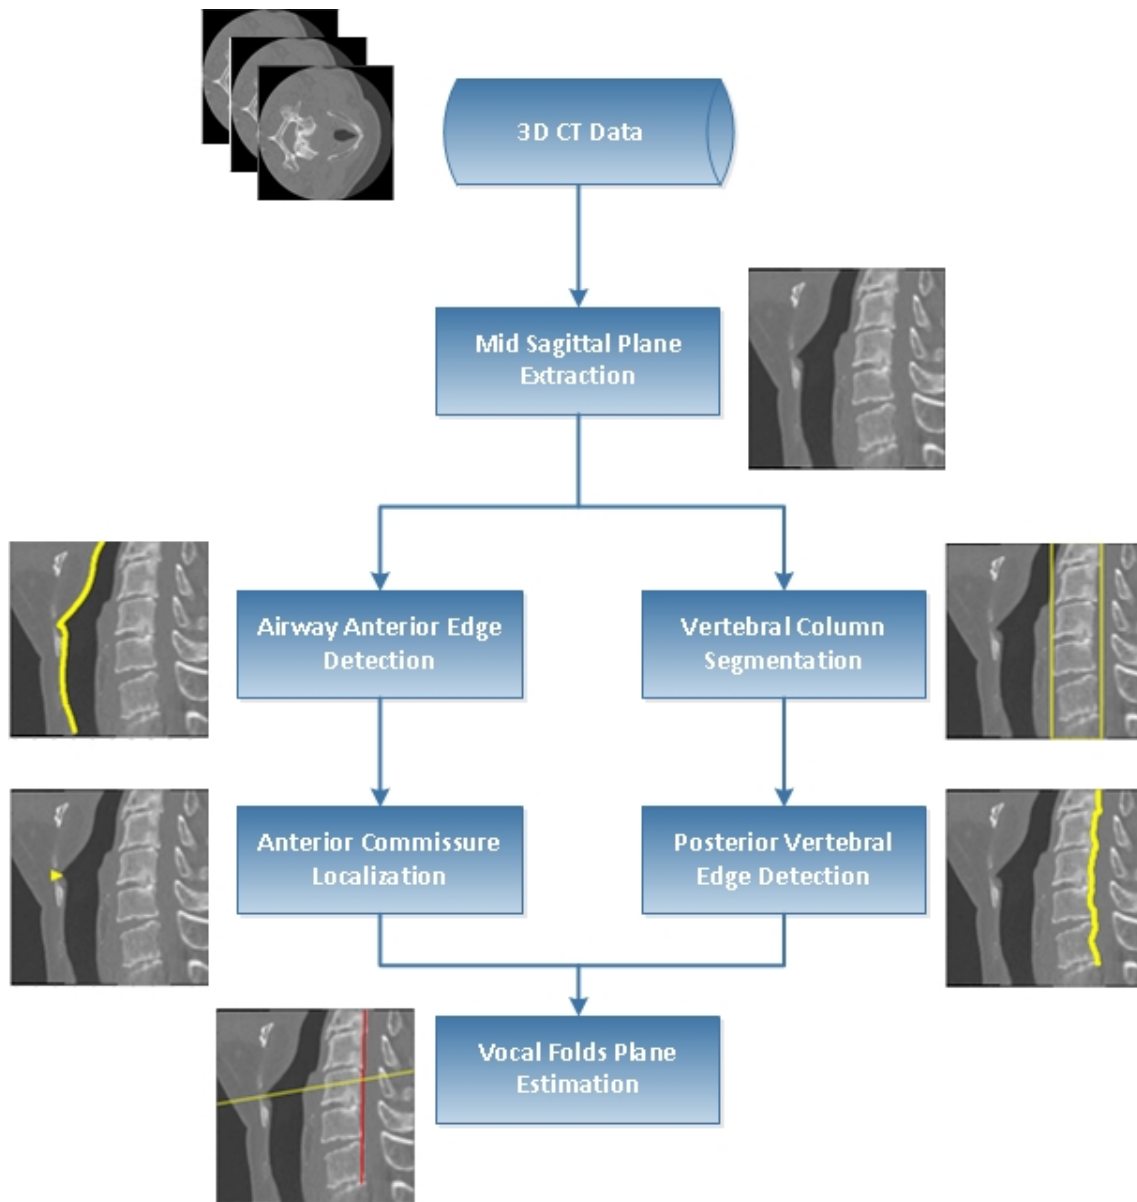 3D CT Data
Mid Sagittal Plane
Extraction
Airway Anterior Edge
Detection
Vertebral Column
Segmentation
Anterior Commissure
Localization
Posterior Vertebral
Edge Detection
Vocal Folds Plane
Estimation